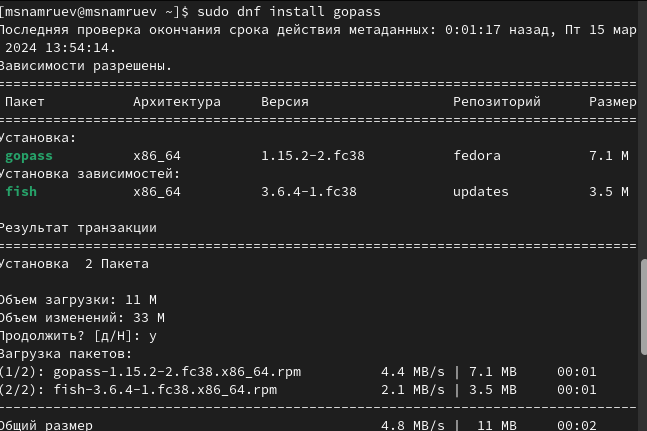 [msnamruev@msnamruev ~]$ sudo dnf install gopass
Последняя проверка окончания срока действия метаданных: 0:01:17 назад, Пт 15 мар
2024 13:54:14.
Зависимости разрешены.
================================================================================
Пакет Архитектура Версия Репозиторий Размер
================================================================================
Установка:
gopass x86_64 1.15.2-2.fc38 fedora 7.1 M
Установка зависимостей:
fish x86_64 3.6.4-1.fc38 updates 3.5 M
Результат транзакции
================================================================================
Установка 2 Пакета
Объем загрузки: 11 M
Объем изменений: 33 M
Продолжить? [д/Н]: y
Загрузка пакетов:
(1/2): gopass-1.15.2-2.fc38.x86_64.rpm 4.4 MB/s | 7.1 MB 00:01
(2/2): fish-3.6.4-1.fc38.x86_64.rpm 2.1 MB/s | 3.5 MB 00:01
--------------------------------------------------------------------------------
Общий размер 4.8 MB/s | 11 MB 00:02